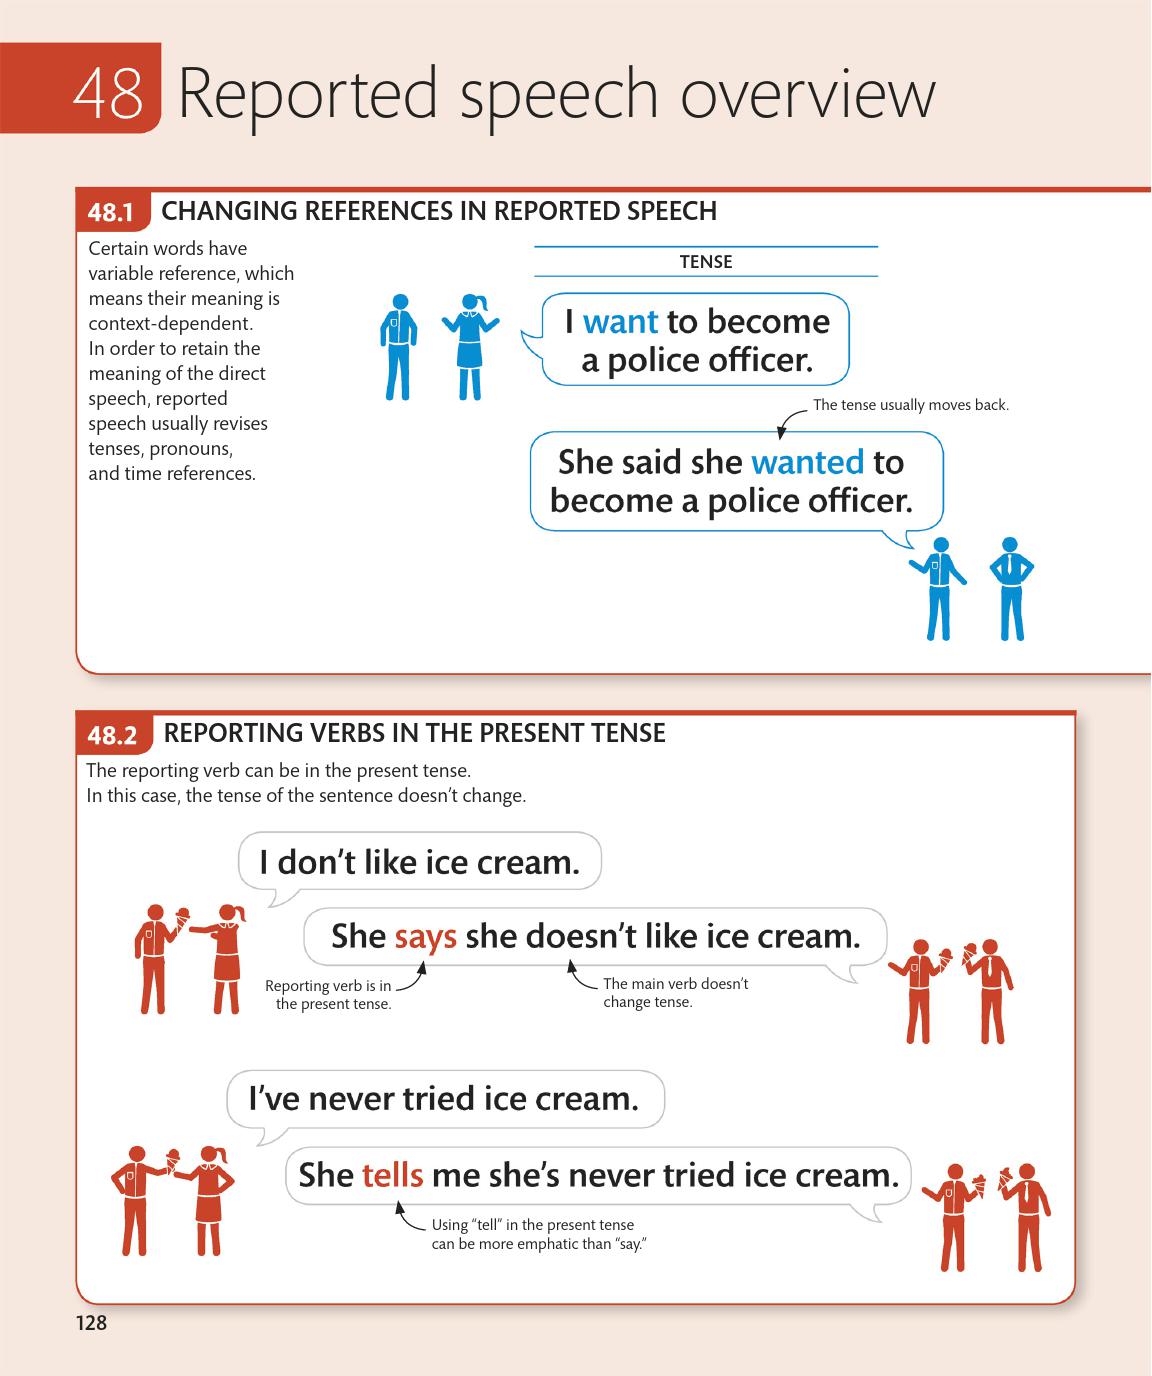 48 Reported speech overview
48.1 CHANGING REFERENCES IN REPORTED SPEECH
Certain words have
variable reference, which
means their meaning is
context-dependent.
In order to retain the
meaning of the direct
speech, reported
speech usually revises
tenses, pronouns,
and time references.
TENSE
I want to become
a police officer.
The tense usually moves back.
She said she wanted to
become a police officer.
48.2 REPORTING VERBS IN THE PRESENT TENSE
The reporting verb can be in the present tense.
In this case, the tense of the sentence doesn’t change.
I don’t like ice cream.
She says she doesn’t like ice cream.
Reporting verb is in
the present tense.
The main verb doesn’t
change tense.
I’ve never tried ice cream.
She tells me she’s never tried ice cream.
Using “tell” in the present tense
can be more emphatic than “say.”
128